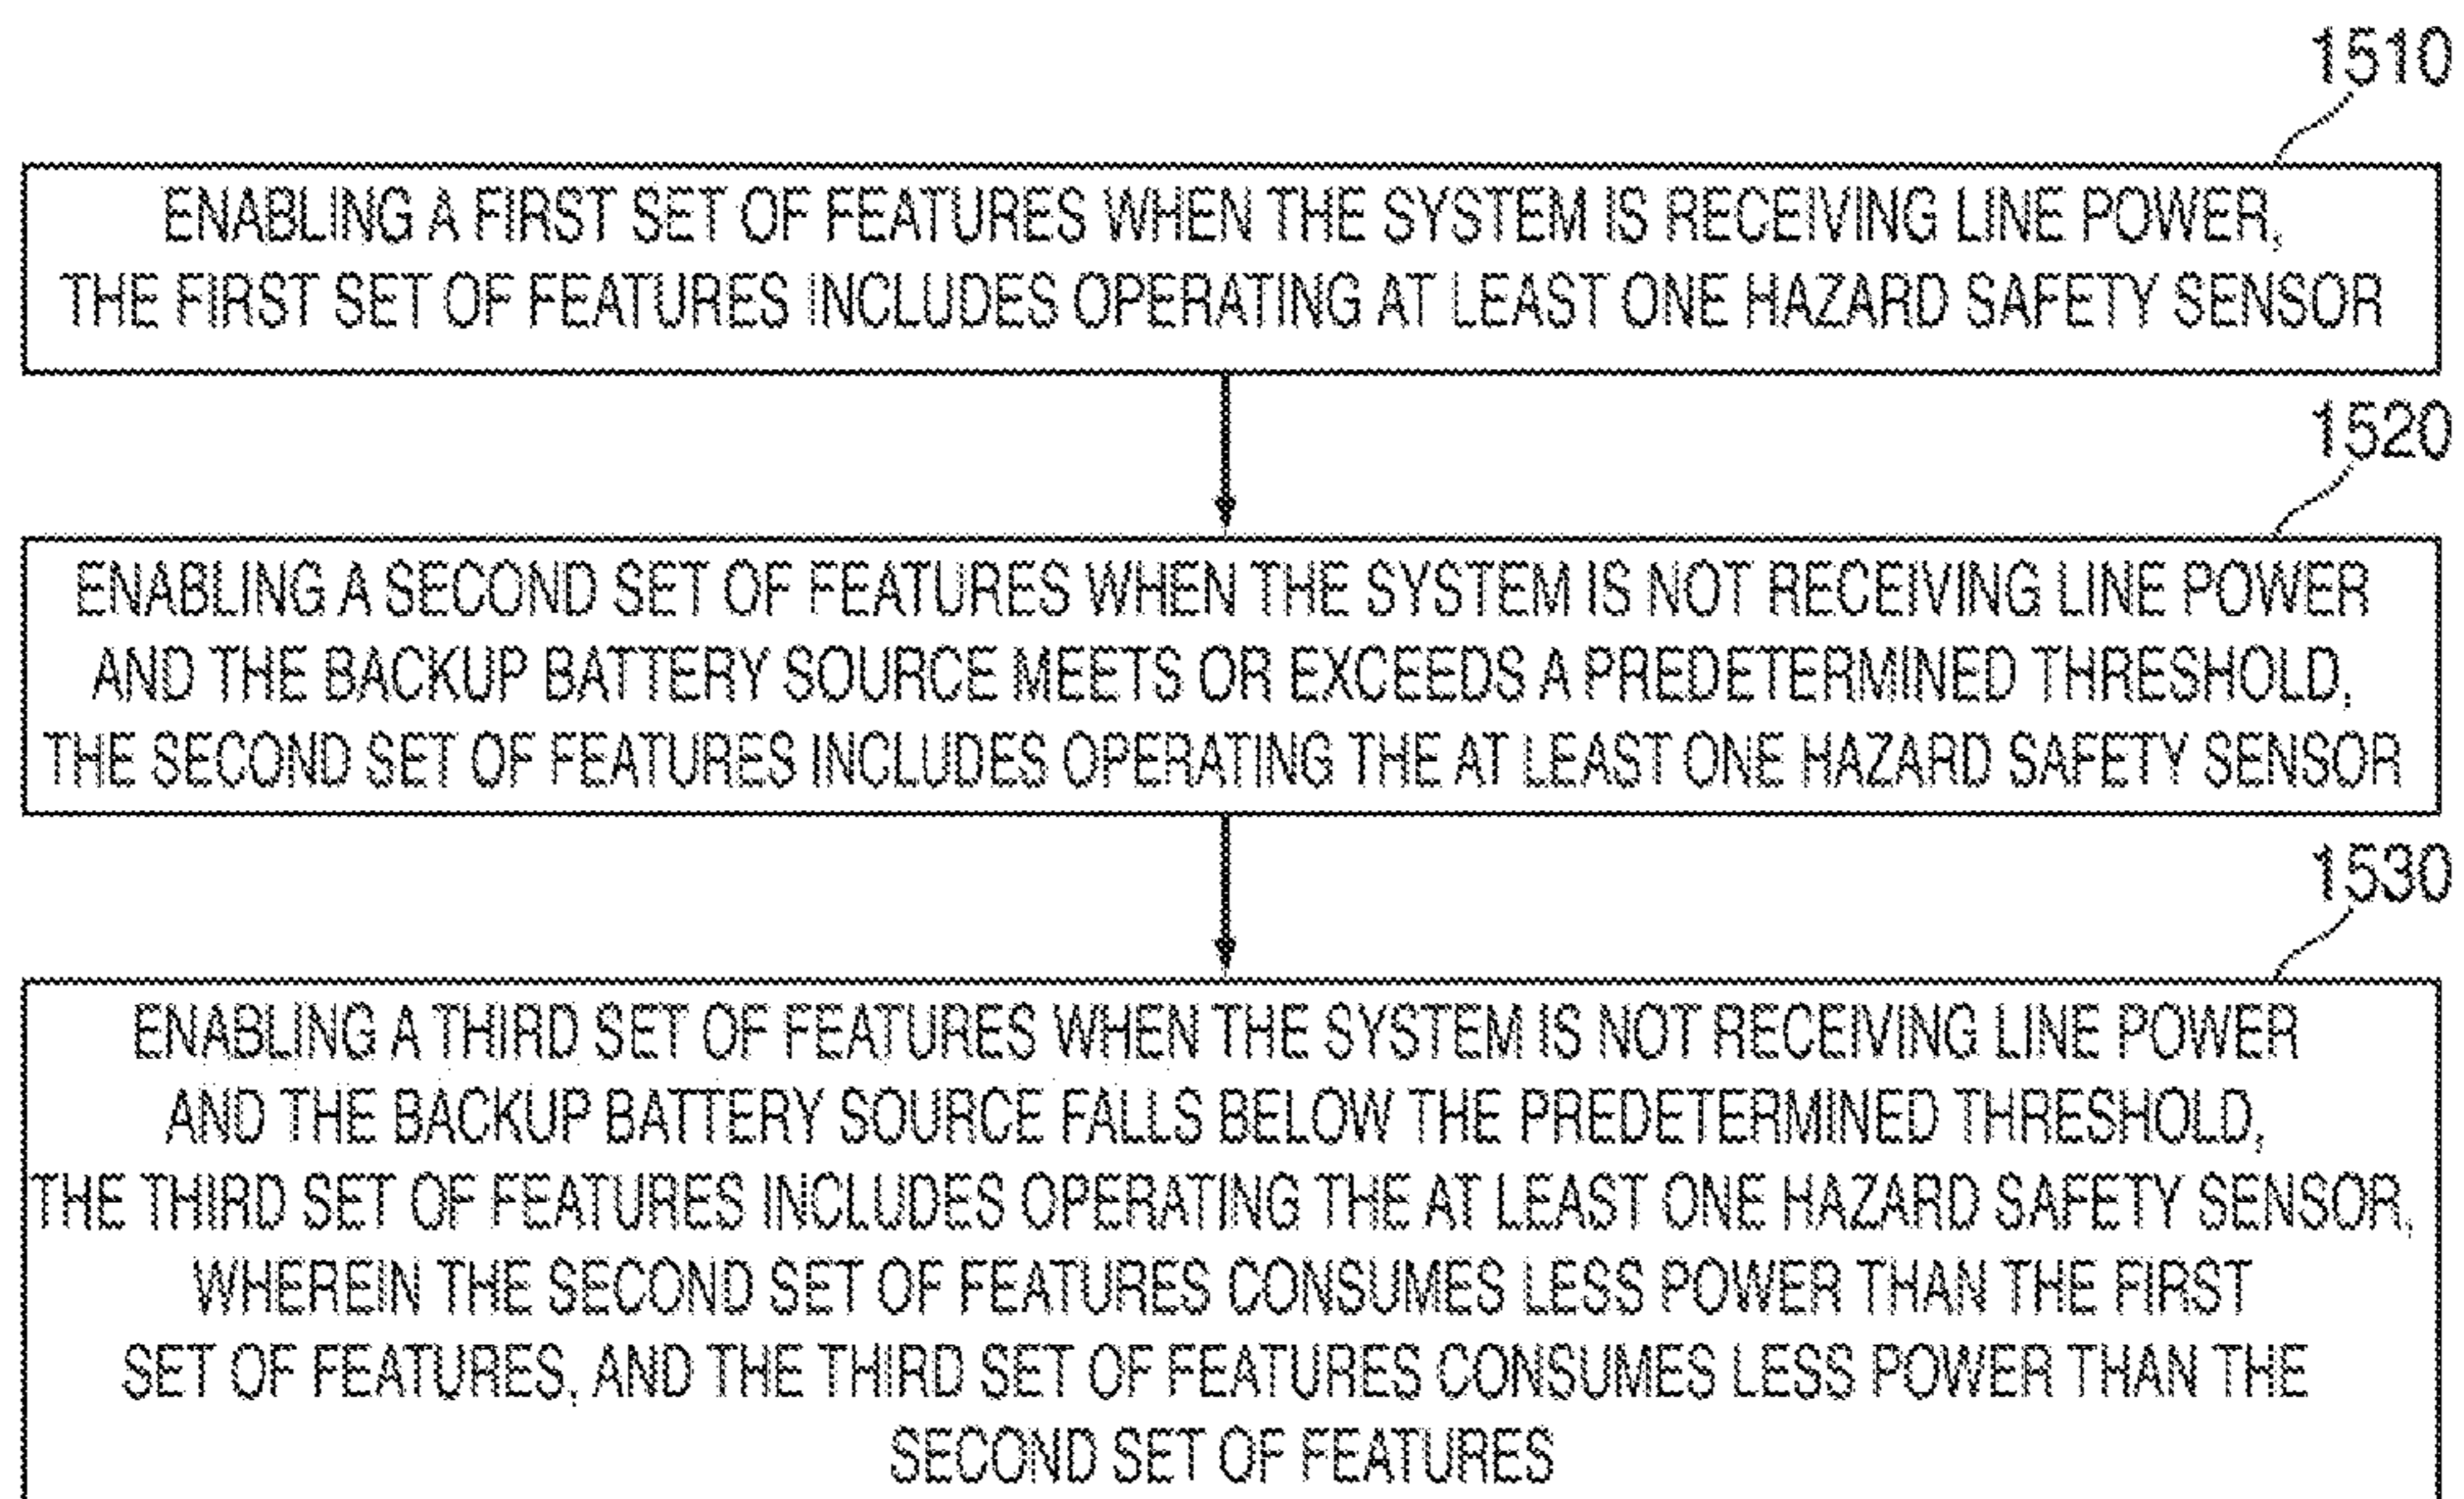 1510
ENABLING A FIRST SET OF FEATURES WHEN THE SYSTEM IS RECEIVING LINE POWER,
THE FIRST SET OF FEATURES INCLUDES OPERATING AT LEAST ONE HAZARD SAFETY SENSOR
1520
ENABLING A SECOND SET OF FEATURES WHEN THE SYSTEM IS NOT RECEIVING LINE POWER
AND THE BACKUP BATTERY SOURCE MEETS OR EXCEEDS A PREDETERMINED THRESHOLD,
THE SECOND SET OF FEATURES INCLUDES OPERATING THE AT LEAST ONE HAZARD SAFETY SENSOR
1530
ENABLING A THIRD SET OF FEATURES WHEN THE SYSTEM IS NOT RECEIVING LINE POWER
AND THE BACKUP BATTERY SOURCE FALLS BELOW THE PREDETERMINED THRESHOLD,
THE THIRD SET OF FEATURES INCLUDES OPERATING THE AT LEAST ONE HAZARD SAFETY SENSOR,
WHEREIN THE SECOND SET OF FEATURES CONSUMES LESS POWER THAN THE FIRST
SET OF FEATURES, AND THE THIRD SET OF FEATURES CONSUMES LESS POWER THAN THE
SECOND SET OF FEATURES